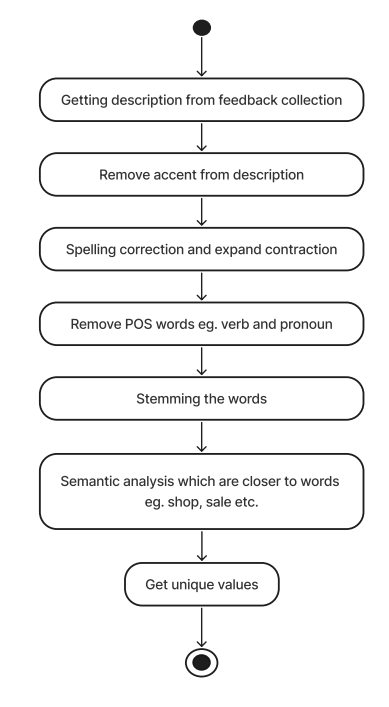 Getting description from feedback collection
Remove accent from description
Spelling correction and expand contraction
Remove POS words eg. verb and pronoun
Stemming the words
Semantic analysis which are closer to words
eg. shop, sale etc.
Get unique values